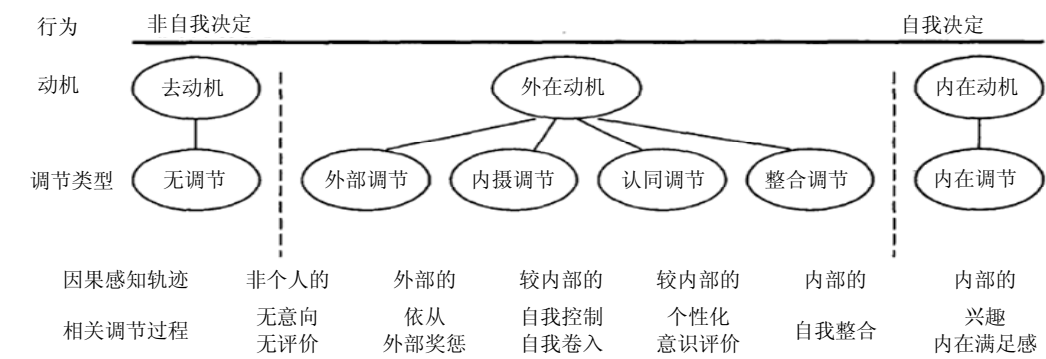 行为 非自我决定 自我决定
动机 去动机 外在动机 内在动机
调节类型 无调节 外部调节 内摄调节 认同调节 整合调节 内在调节
因果感知轨迹 非个人的 外部的 较内部的 较内部的 内部的 内部的
相关调节过程 无意向 依从 自我控制 个性化 自我整合 兴趣
无评价 外部奖惩 自我卷入 意识评价 内在满足感